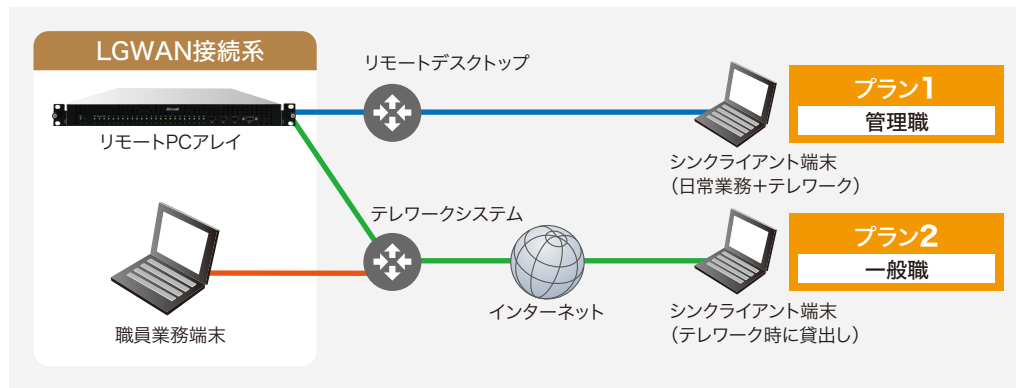 LGWAN接続系
リモートPCアレイ
職員業務端末
リモートデスクトップ
テレワークシステム
インターネット
シンクライアント端末
（日常業務＋テレワーク）
プラン1
管理職
シンクライアント端末
（テレワーク時に貸出し）
プラン2
一般職